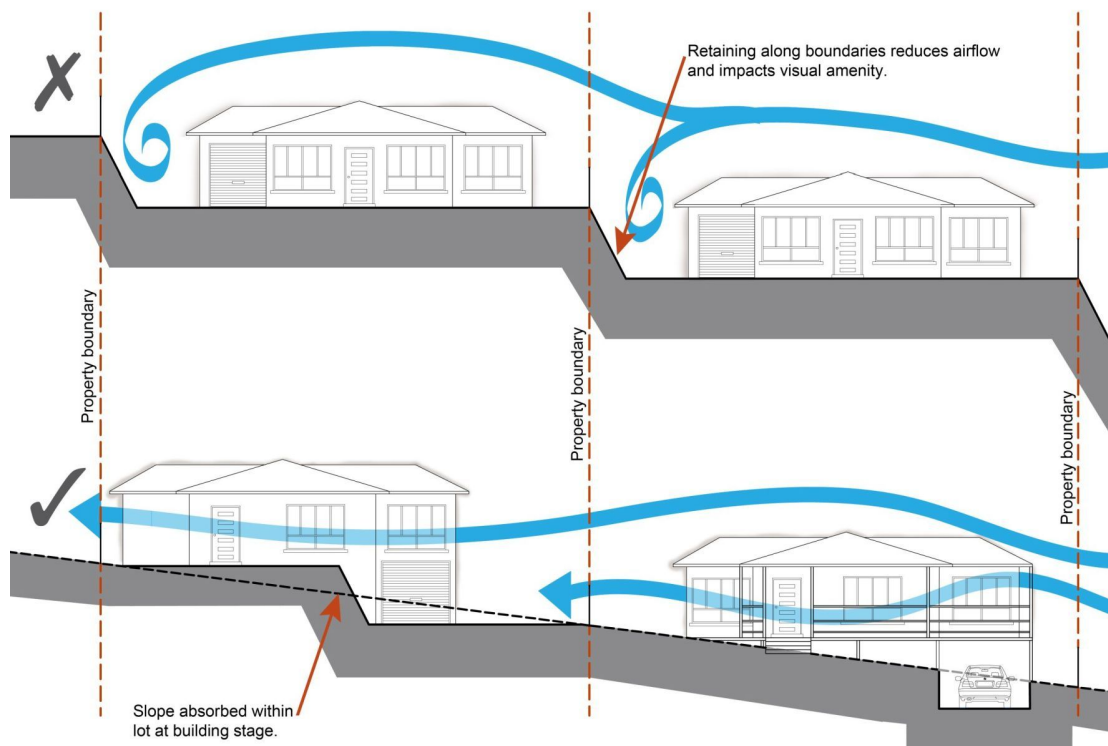 Retaining along boundaries reduces airflow
and impacts visual amenity.
Property boundary
Property boundary
Property boundary
Slope absorbed within
lot at building stage.